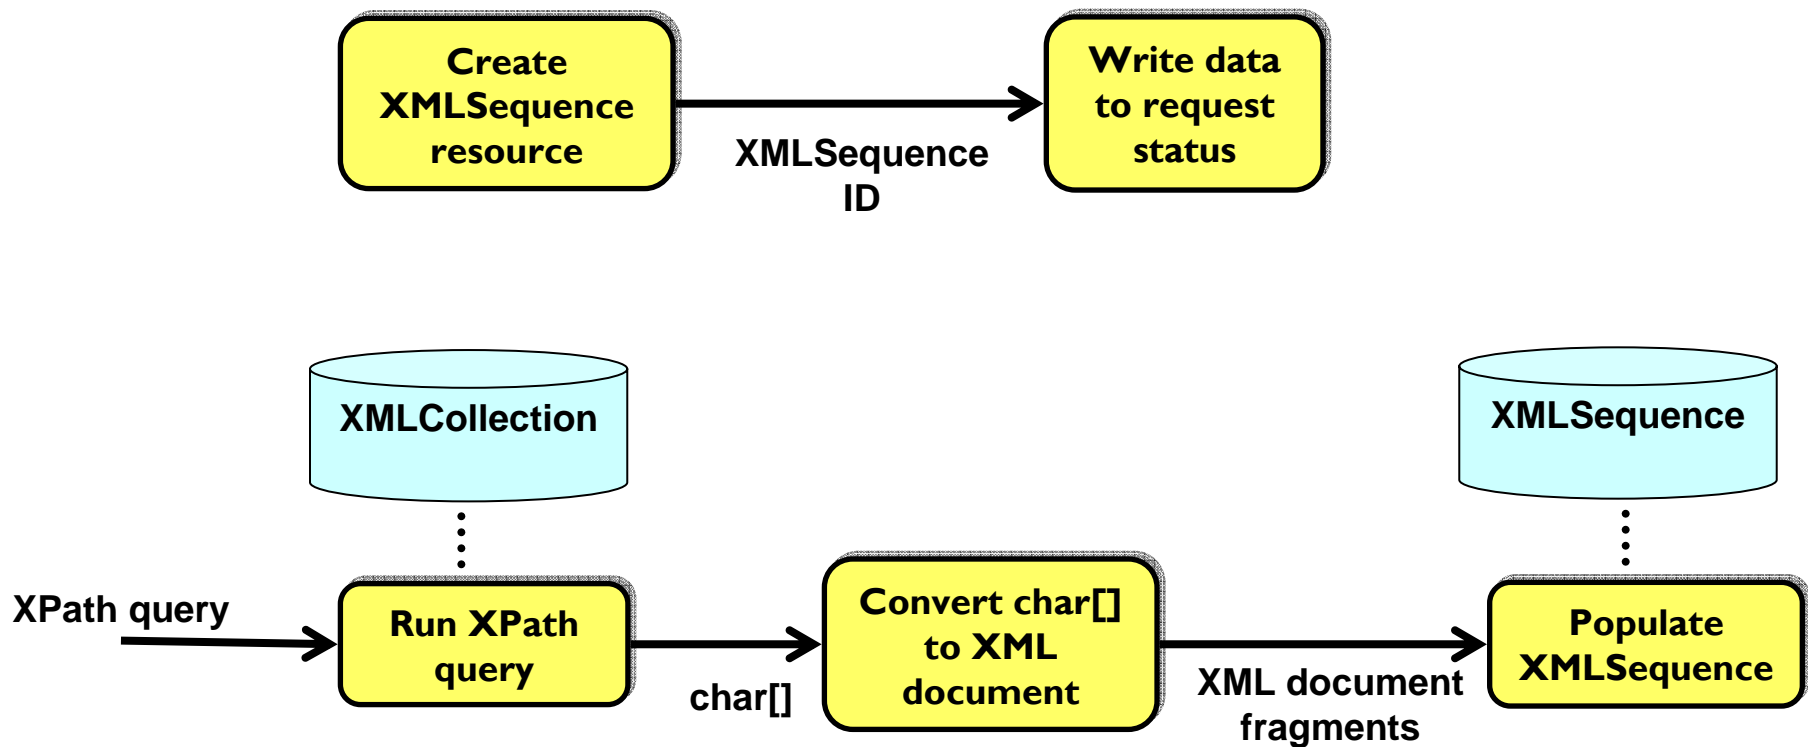 Create
XMLSequence
resource
XMLSequence
ID
Write data
to request
status
XMLCollection
XMLSequence
XPath query
Run XPath
query
char[]
Convert char[]
to XML
document
XML document
fragments
Populate
XMLSequence